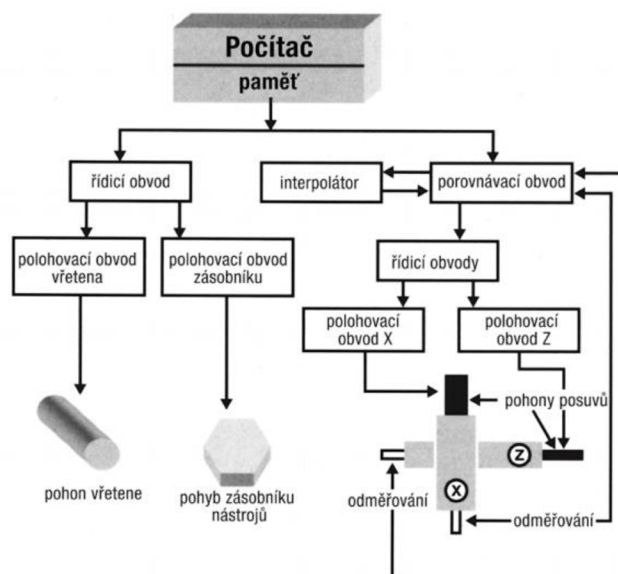 Počítač
paměť
řídicí obvod
interpolátor
porovnávací obvod
polohovací obvod
vřetena
polohovací obvod
zásobníku
řídicí obvody
polohovací
obvod X
polohovací
obvod Z
pohony posuvů
Z
X
odměřování
odměřování
pohon vřetene
pohyb zásobníku
nástrojů